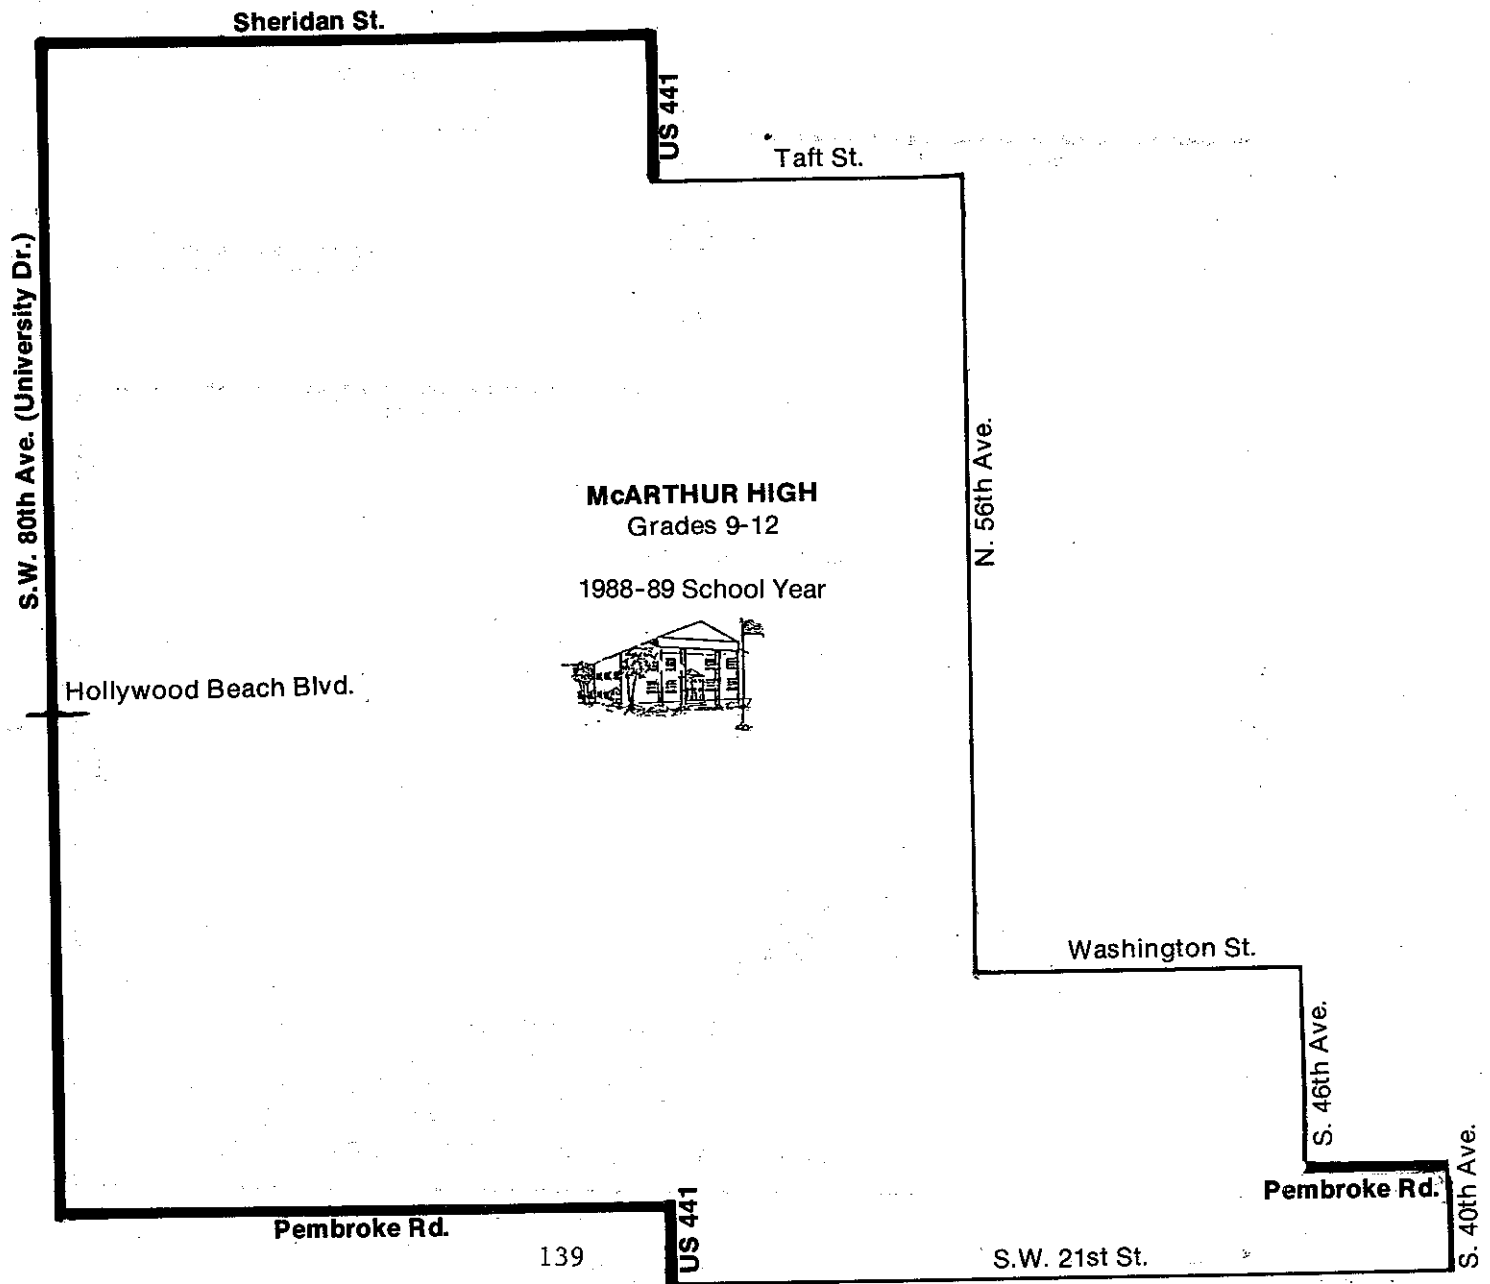 Sheridan St.
US 441
Taft St.
S.W. 80th Ave. (University Dr.)
N. 56th Ave.
McARTHUR HIGH
Grades 9-12
1988-89 School Year
Hollywood Beach Blvd.
Washington St.
S. 46th Ave.
Pembroke Rd.
S. 40th Ave.
Pembroke Rd.
US 441
139
S.W. 21st St.